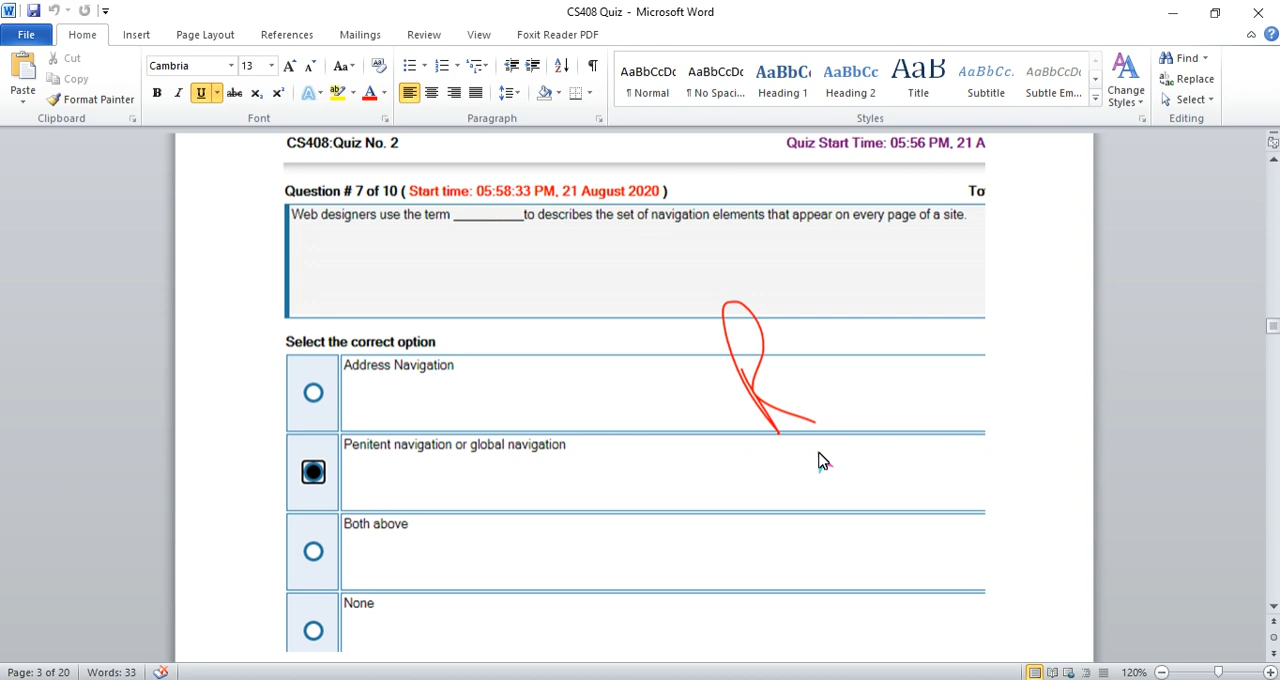 CS408 Quiz - Microsoft Word
File Home Insert Page Layout References Mailings Review View Foxit Reader PDF
Paste Cut Copy Format Painter
Cambria 13
AaBbCcDc AaBbCcDc AaBbC AaBbCc AaB AaBbCc. AaBbCcDc
¶ Normal ¶ No Spac... Heading 1 Heading 2 Title Subtitle Subtle Em...
Change Styles
Find Replace Select
Clipboard Font Paragraph Styles Editing
CS408:Quiz No. 2 Quiz Start Time: 05:56 PM, 21 A
Question # 7 of 10 ( Start time: 05:58:33 PM, 21 August 2020 ) To
Web designers use the term __________to describes the set of navigation elements that appear on every page of a site.
Select the correct option
Address Navigation
Penitent navigation or global navigation
Both above
None
Page: 3 of 20 Words: 33 120%